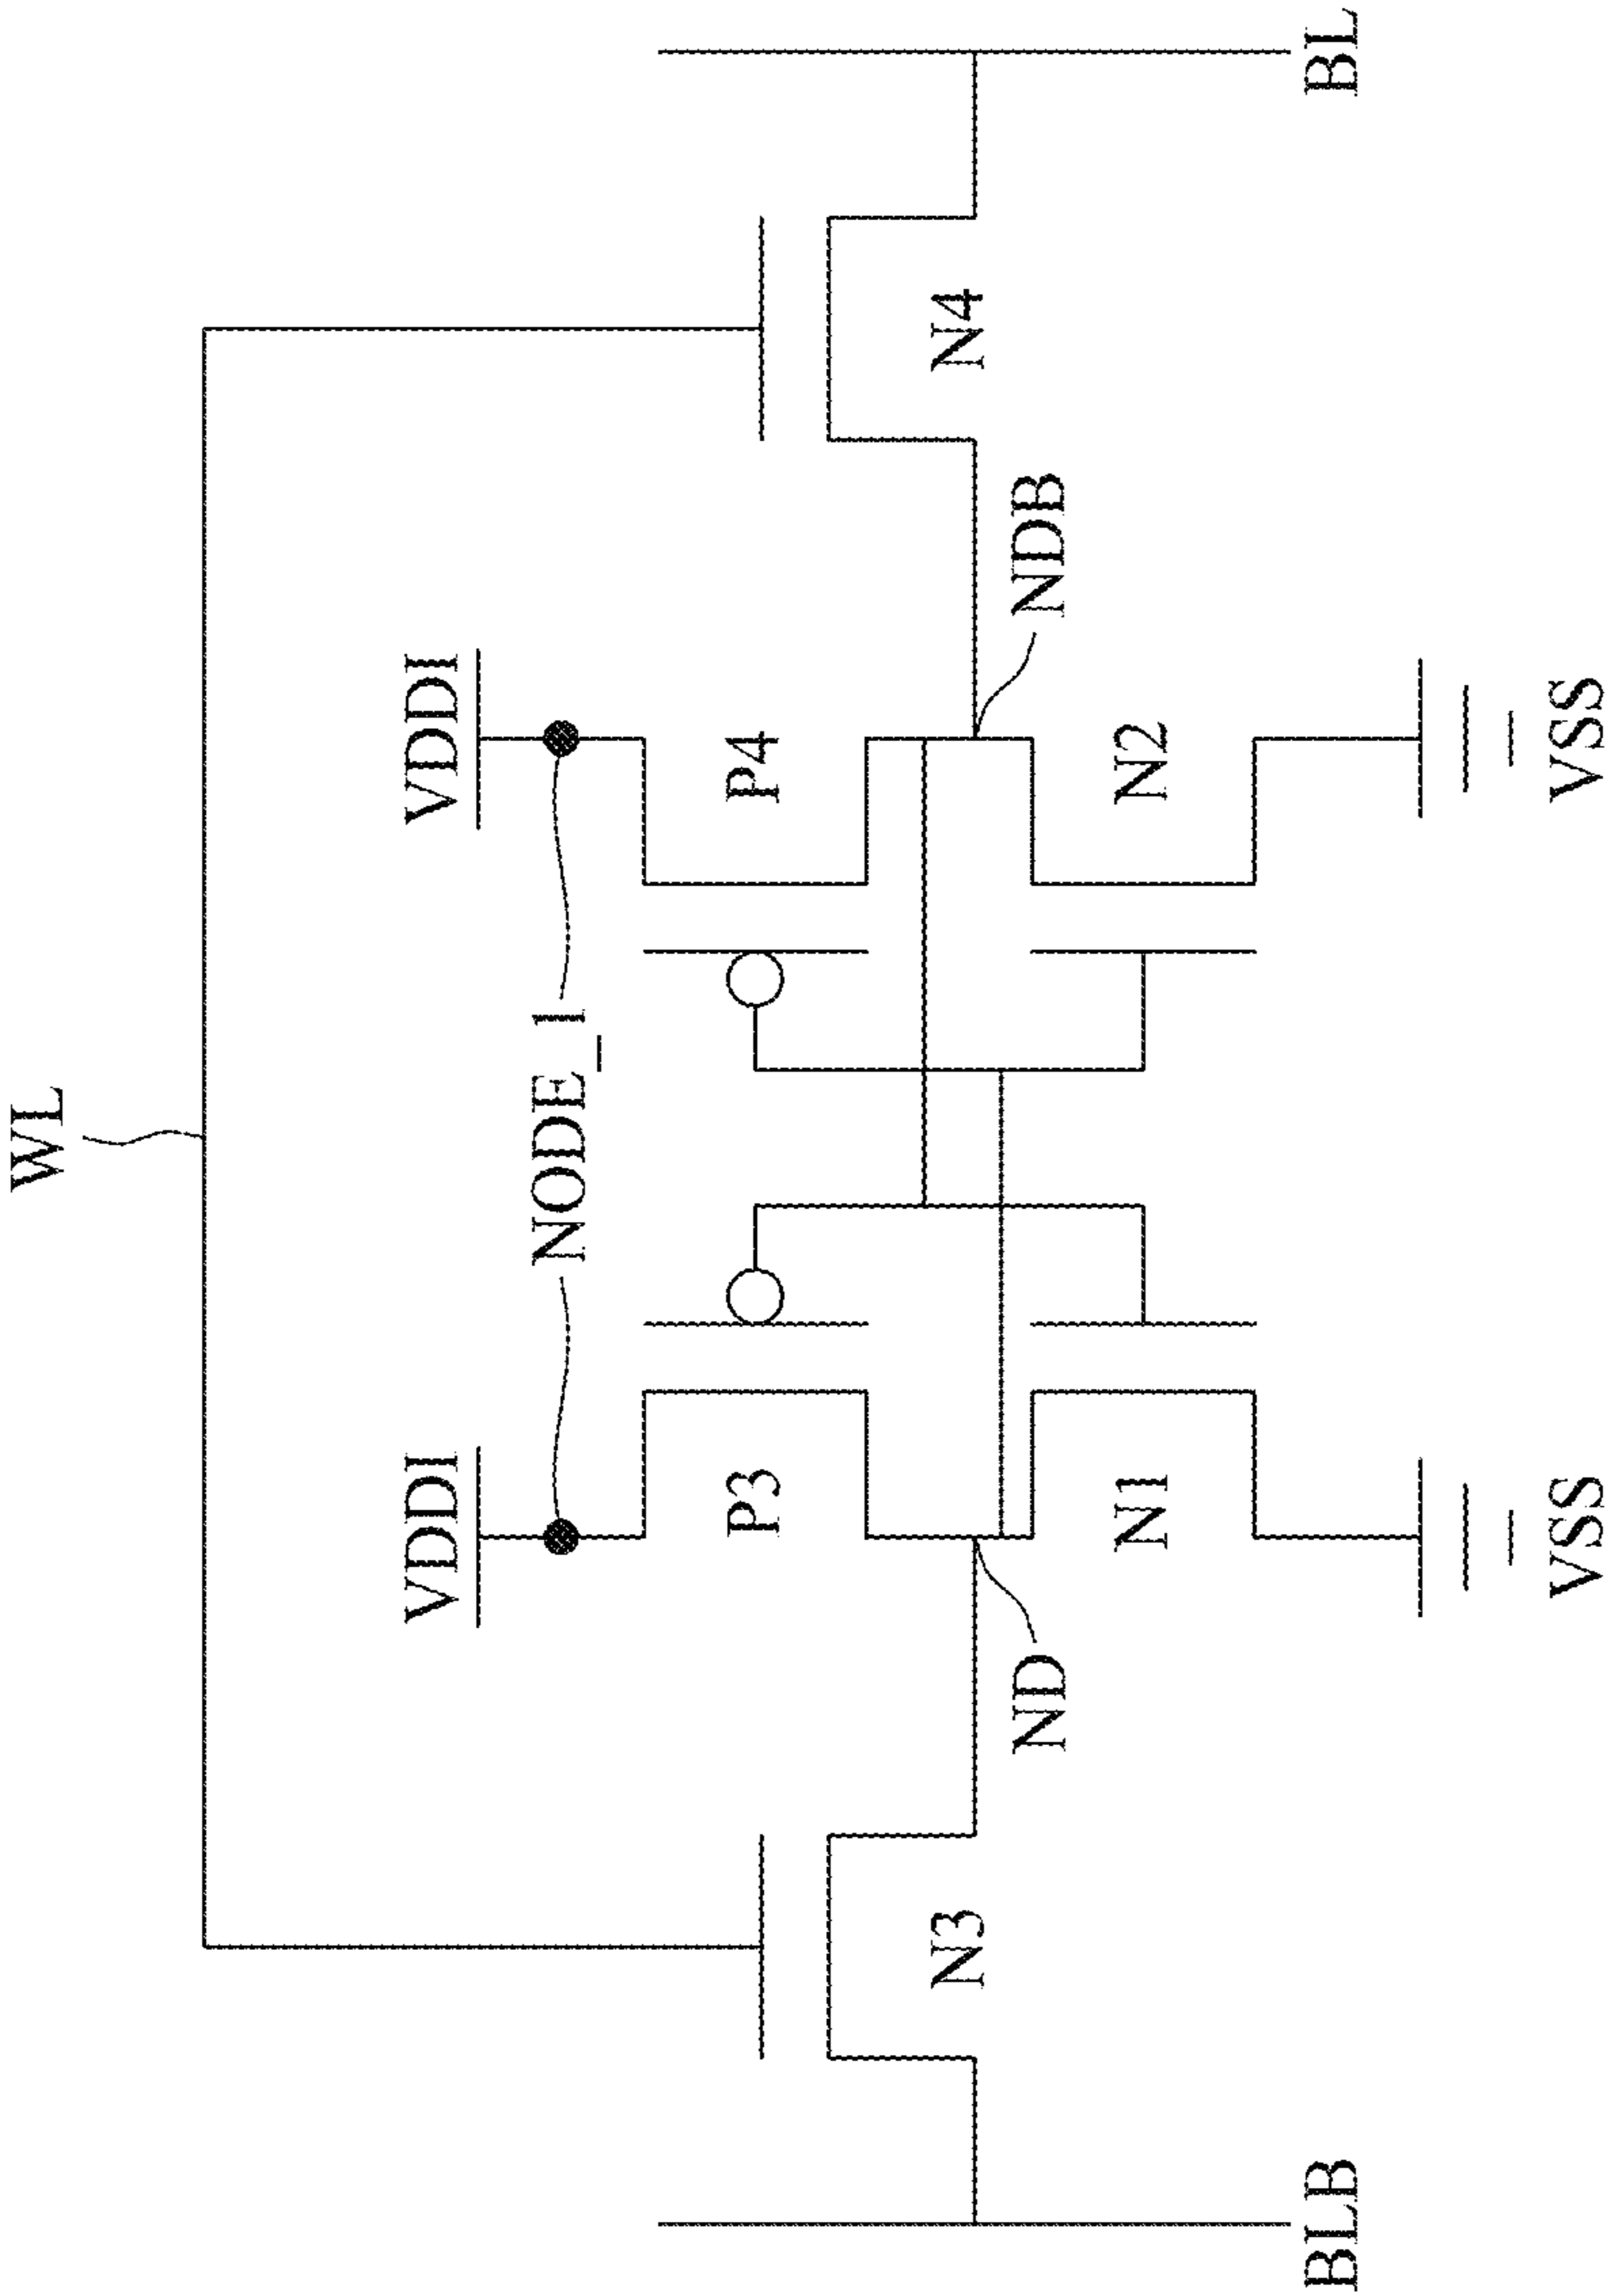 WL
VDDI
VDDI
NODE_1
P3
P4
N3
N4
ND
NDB
N1
N2
BLB
BL
VSS
VSS